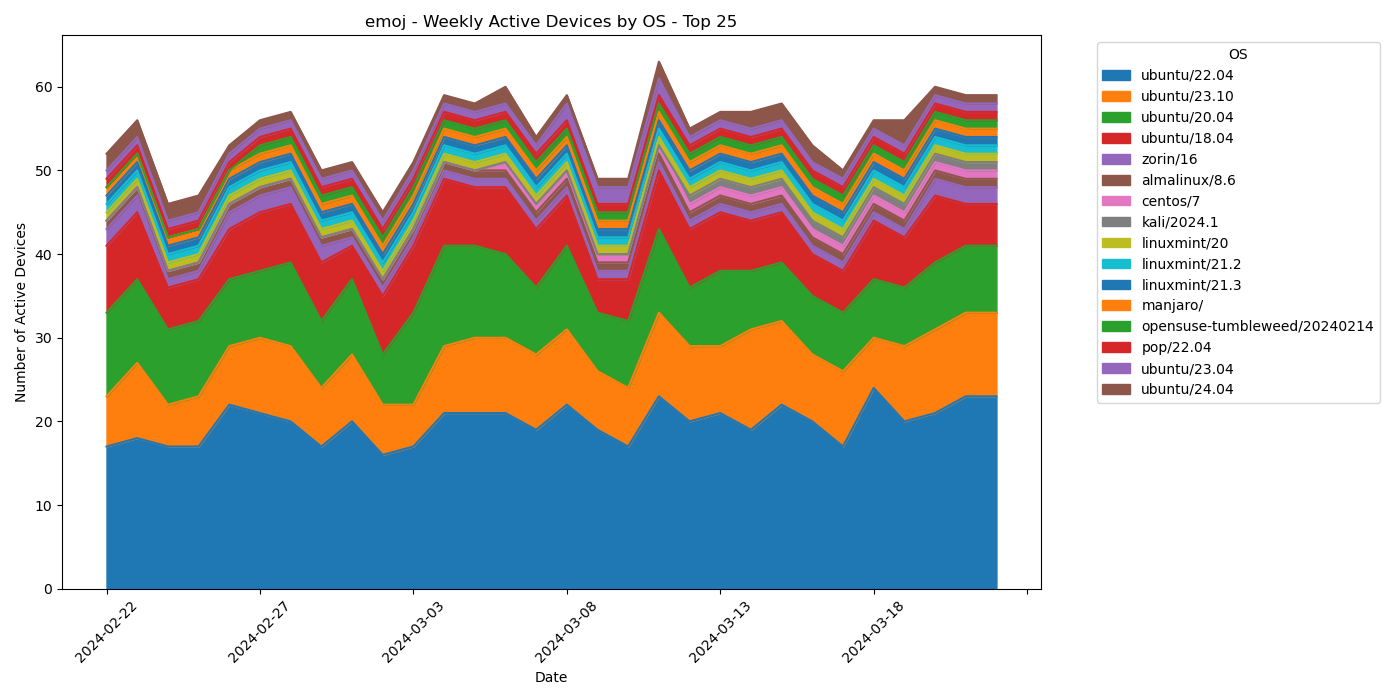 emoj - Weekly Active Devices by OS - Top 25
Number of Active Devices
60
50
40
30
20
10
0
2024-02-22
2024-02-27
2024-03-03
2024-03-08
2024-03-13
2024-03-18
Date
OS
ubuntu/22.04
ubuntu/23.10
ubuntu/20.04
ubuntu/18.04
zorin/16
almalinux/8.6
centos/7
kali/2024.1
linuxmint/20
linuxmint/21.2
linuxmint/21.3
manjaro/
opensuse-tumbleweed/20240214
pop/22.04
ubuntu/23.04
ubuntu/24.04